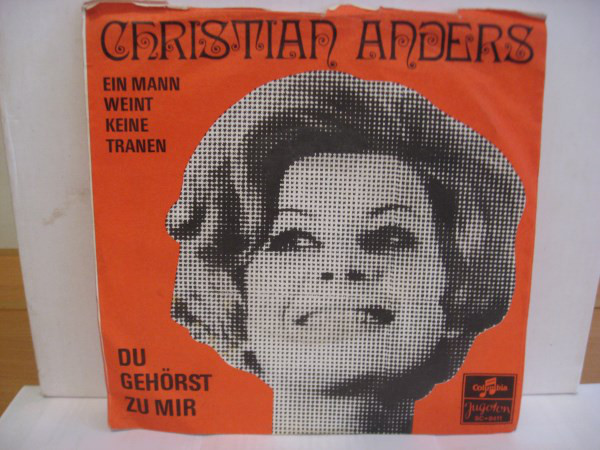 CHRISTIAN ANDERS
EIN MANN
WEINT
KEINE
TRANEN
DU
GEHÖRST
ZU MIR
Columbia
Jugoton